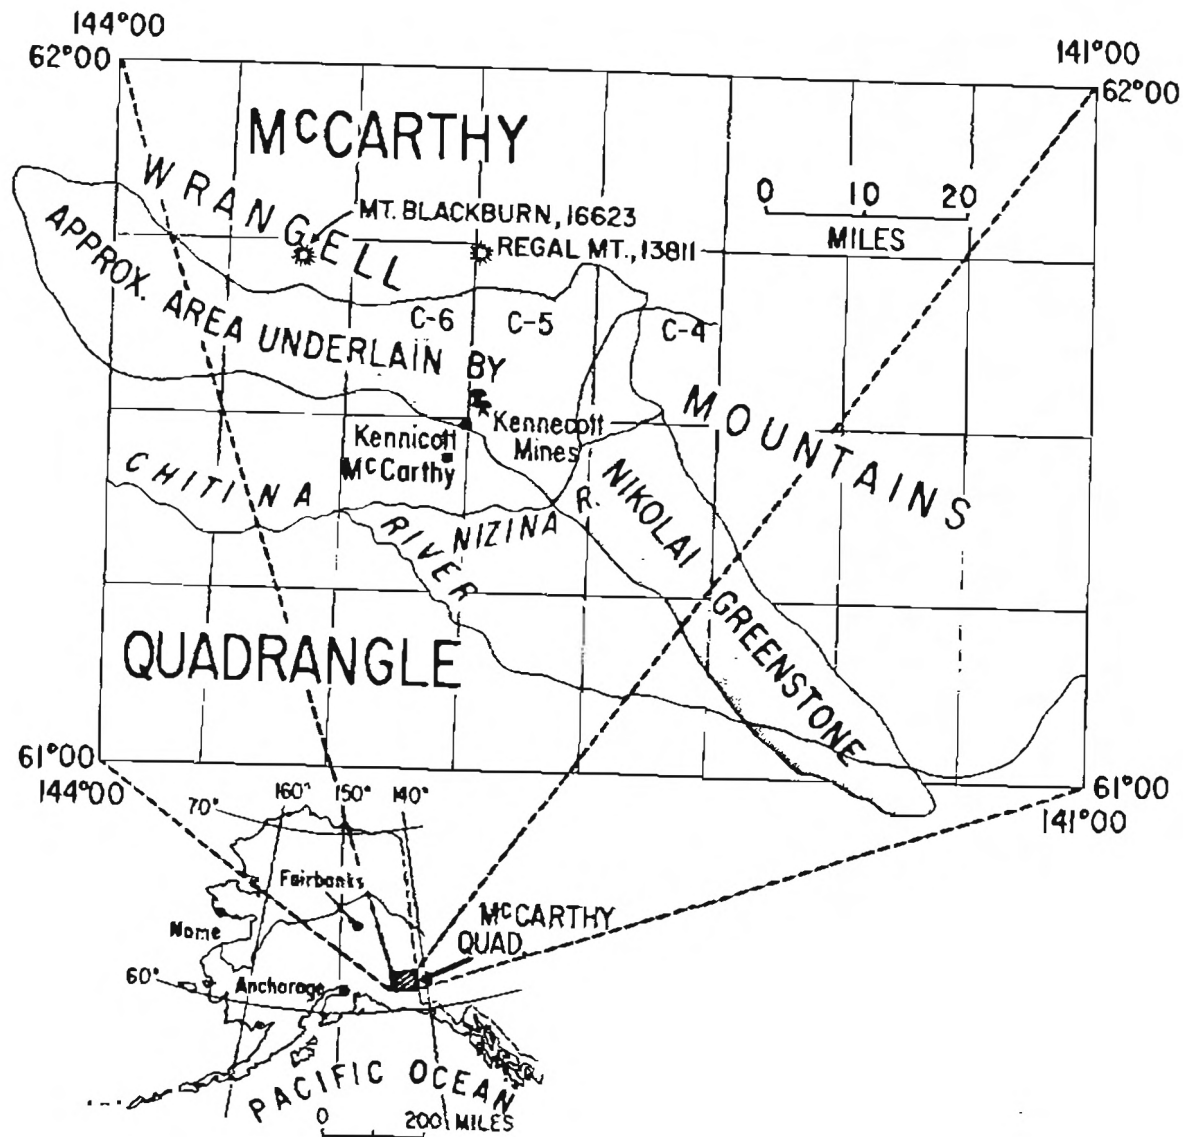 144°00
62°00
141°00
62°00
McCARTHY
WRANGELL
MT. BLACKBURN, 16623
REGAL MT., 13811
0 10 20
MILES
APPROX. AREA UNDERLAIN BY
C-6
C-5
C-4
MOUNTAINS
Kennecott
Mines
Kennicott
McCarthy
CHITINA
RIVER
NIZINA R.
NIKOLAI GREENSTONE
QUADRANGLE
61°00
144°00
61°00
141°00
160°
150°
140°
70°
Fairbanks
Nome
McCARTHY
QUAD.
60°
Anchorage
PACIFIC OCEAN
0 200 MILES